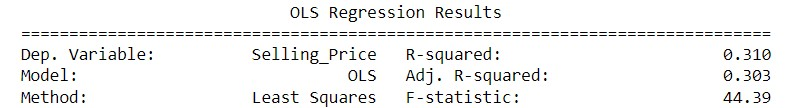 OLS Regression Results
==============================================================================
Dep. Variable: Selling_Price R-squared: 0.310
Model: OLS Adj. R-squared: 0.303
Method: Least Squares F-statistic: 44.39